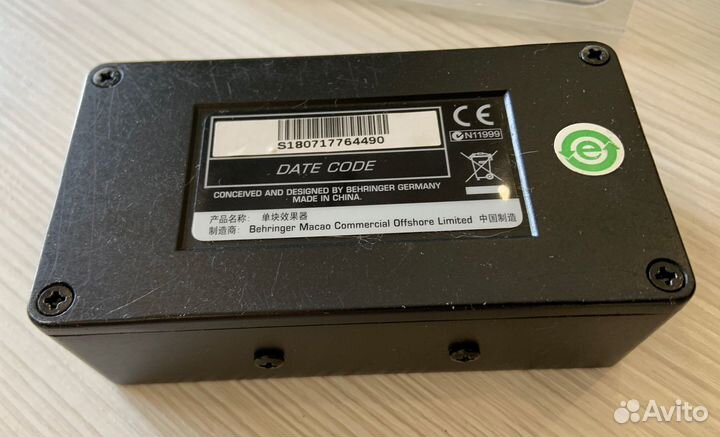 S180717764490
DATE CODE
CE
N11999
CONCEIVED AND DESIGNED BY BEHRINGER GERMANY
MADE IN CHINA.
产品名称: 单块效果器
制造商: Behringer Macao Commercial Offshore Limited 中国制造
e
Avito